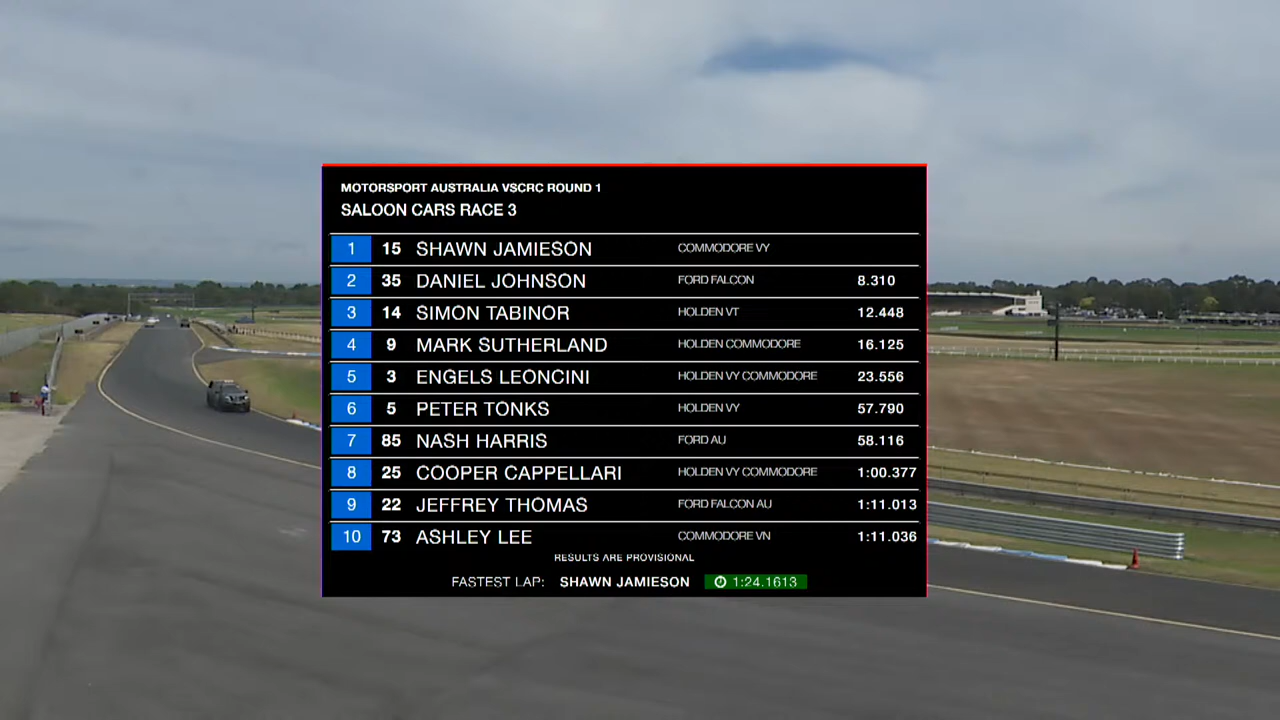 MOTORSPORT AUSTRALIA VSCRC ROUND 1
SALOON CARS RACE 3
1 15 SHAWN JAMIESON COMMODORE VY
2 35 DANIEL JOHNSON FORD FALCON 8.310
3 14 SIMON TABINOR HOLDEN VT 12.448
4 9 MARK SUTHERLAND HOLDEN COMMODORE 16.125
5 3 ENGELS LEONCINI HOLDEN VY COMMODORE 23.556
6 5 PETER TONKS HOLDEN VY 57.790
7 85 NASH HARRIS FORD AU 58.116
8 25 COOPER CAPPELLARI HOLDEN VY COMMODORE 1:00.377
9 22 JEFFREY THOMAS FORD FALCON AU 1:11.013
10 73 ASHLEY LEE COMMODORE VN 1:11.036
RESULTS ARE PROVISIONAL
FASTEST LAP: SHAWN JAMIESON 1:24.1613